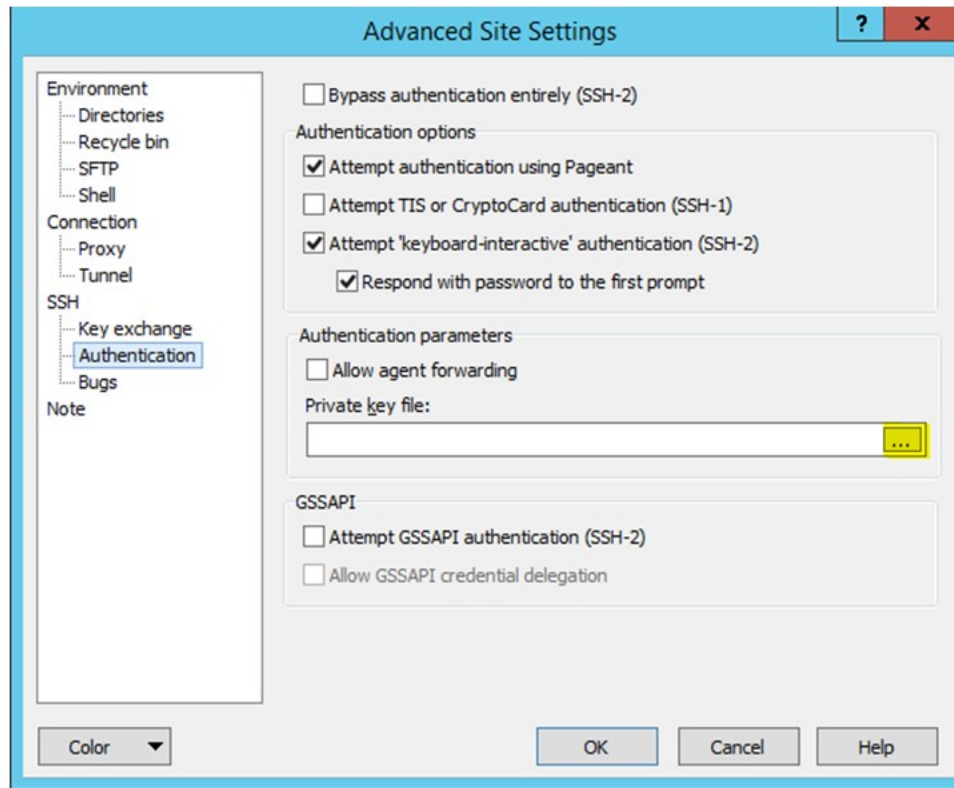 Advanced Site Settings
? x
Environment
Directories
Recycle bin
SFTP
Shell
Connection
Proxy
Tunnel
SSH
Key exchange
Authentication
Bugs
Note
Bypass authentication entirely (SSH-2)
Authentication options
Attempt authentication using Pageant
Attempt TIS or CryptoCard authentication (SSH-1)
Attempt 'keyboard-interactive' authentication (SSH-2)
Respond with password to the first prompt
Authentication parameters
Allow agent forwarding
Private key file:
...
GSSAPI
Attempt GSSAPI authentication (SSH-2)
Allow GSSAPI credential delegation
Color
OK
Cancel
Help